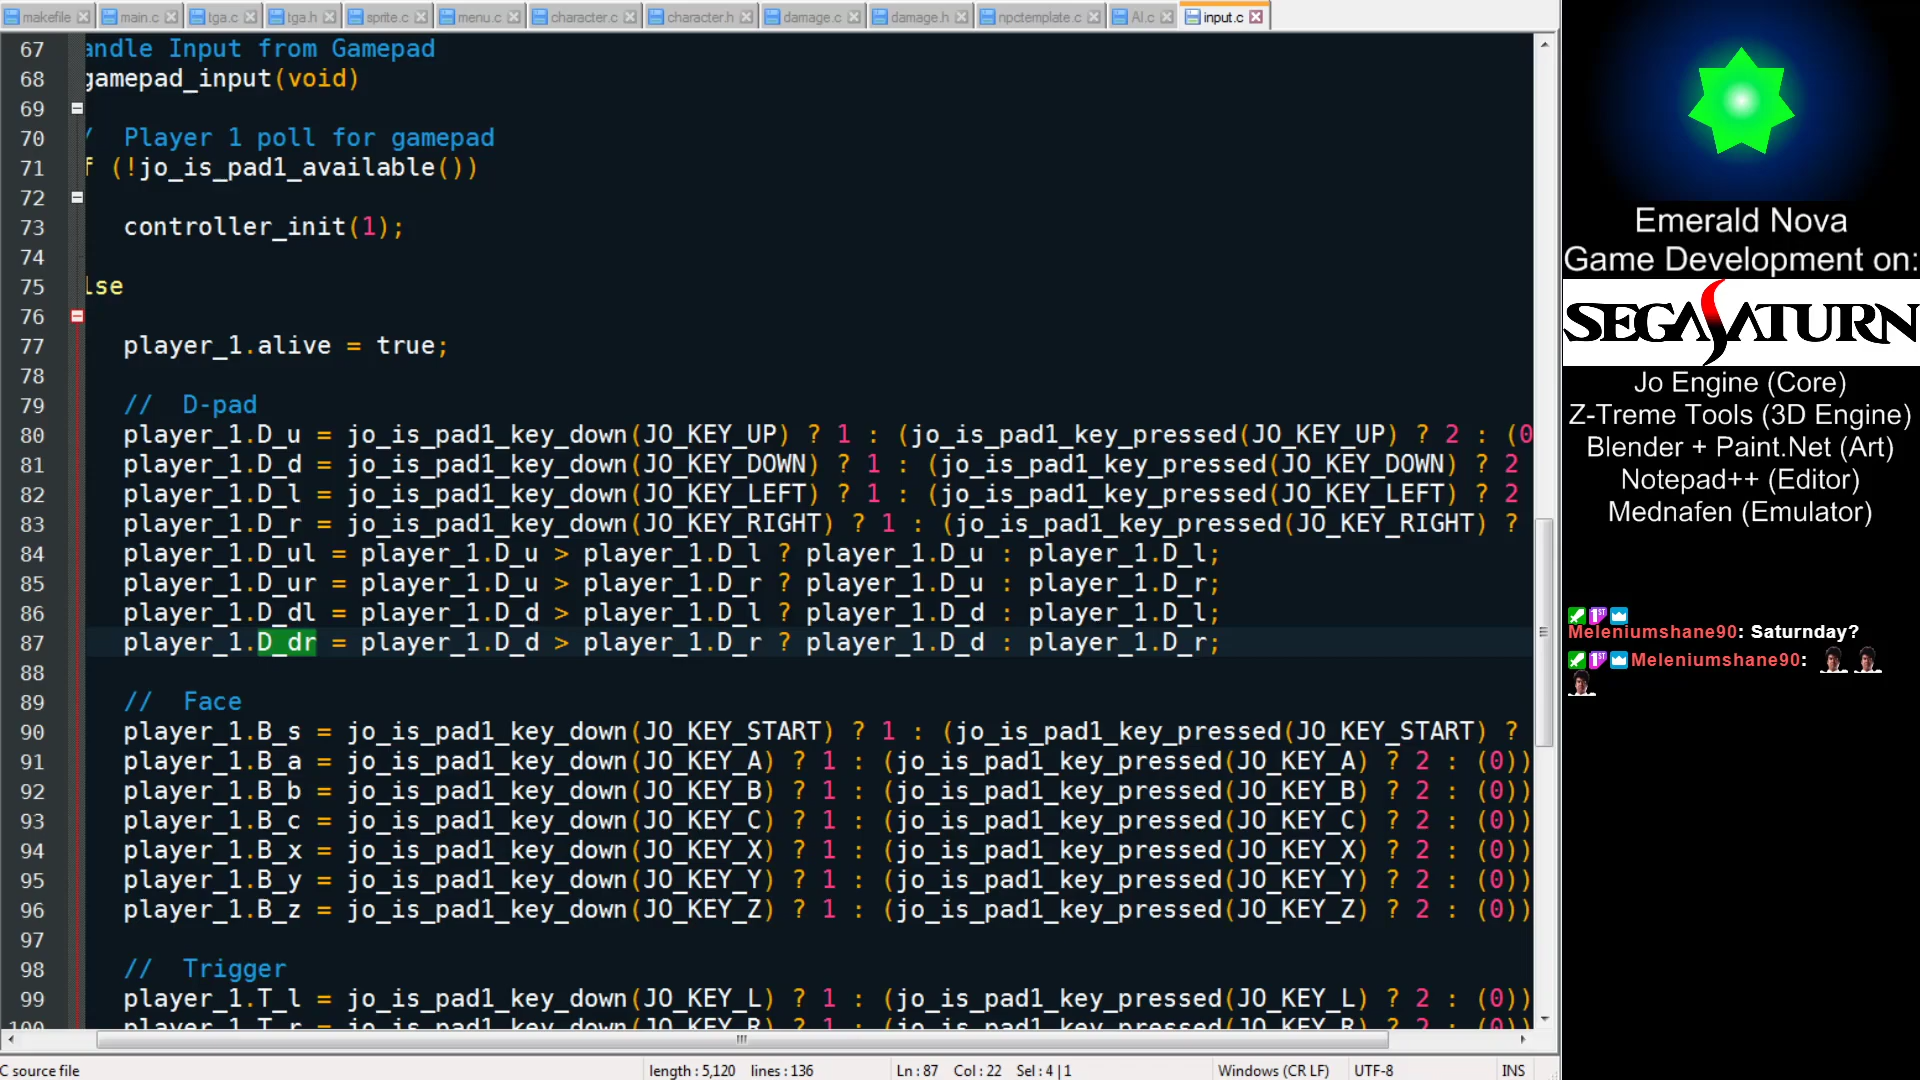 makefile main.c tga.c tga.h sprite.c menu.c character.c character.h damage.c damage.h npctemplate.c AI.c input.c
67 andle Input from Gamepad
68 gamepad_input(void)
69
70 / Player 1 poll for gamepad
71 f (!jo_is_pad1_available())
72
73 controller_init(1);
74
75 lse
76
77 player_1.alive = true;
78
79 // D-pad
80 player_1.D_u = jo_is_pad1_key_down(JO_KEY_UP) ? 1 : (jo_is_pad1_key_pressed(JO_KEY_UP) ? 2 : (0
81 player_1.D_d = jo_is_pad1_key_down(JO_KEY_DOWN) ? 1 : (jo_is_pad1_key_pressed(JO_KEY_DOWN) ? 2
82 player_1.D_l = jo_is_pad1_key_down(JO_KEY_LEFT) ? 1 : (jo_is_pad1_key_pressed(JO_KEY_LEFT) ? 2
83 player_1.D_r = jo_is_pad1_key_down(JO_KEY_RIGHT) ? 1 : (jo_is_pad1_key_pressed(JO_KEY_RIGHT) ?
84 player_1.D_ul = player_1.D_u > player_1.D_l ? player_1.D_u : player_1.D_l;
85 player_1.D_ur = player_1.D_u > player_1.D_r ? player_1.D_u : player_1.D_r;
86 player_1.D_dl = player_1.D_d > player_1.D_l ? player_1.D_d : player_1.D_l;
87 player_1.D_dr = player_1.D_d > player_1.D_r ? player_1.D_d : player_1.D_r;
88
89 // Face
90 player_1.B_s = jo_is_pad1_key_down(JO_KEY_START) ? 1 : (jo_is_pad1_key_pressed(JO_KEY_START) ?
91 player_1.B_a = jo_is_pad1_key_down(JO_KEY_A) ? 1 : (jo_is_pad1_key_pressed(JO_KEY_A) ? 2 : (0))
92 player_1.B_b = jo_is_pad1_key_down(JO_KEY_B) ? 1 : (jo_is_pad1_key_pressed(JO_KEY_B) ? 2 : (0))
93 player_1.B_c = jo_is_pad1_key_down(JO_KEY_C) ? 1 : (jo_is_pad1_key_pressed(JO_KEY_C) ? 2 : (0))
94 player_1.B_x = jo_is_pad1_key_down(JO_KEY_X) ? 1 : (jo_is_pad1_key_pressed(JO_KEY_X) ? 2 : (0))
95 player_1.B_y = jo_is_pad1_key_down(JO_KEY_Y) ? 1 : (jo_is_pad1_key_pressed(JO_KEY_Y) ? 2 : (0))
96 player_1.B_z = jo_is_pad1_key_down(JO_KEY_Z) ? 1 : (jo_is_pad1_key_pressed(JO_KEY_Z) ? 2 : (0))
97
98 // Trigger
99 player_1.T_l = jo_is_pad1_key_down(JO_KEY_L) ? 1 : (jo_is_pad1_key_pressed(JO_KEY_L) ? 2 : (0))
100 player_1.T_r = jo_is_pad1_key_down(JO_KEY_R) ? 1 : (jo_is_pad1_key_pressed(JO_KEY_R) ? 2 : (0))
C source file length : 5,120 lines : 136 Ln : 87 Col : 22 Sel : 4 | 1 Windows (CR LF) UTF-8 INS
Emerald Nova
Game Development on:
SEGA SATURN
Jo Engine (Core)
Z-Treme Tools (3D Engine)
Blender + Paint.Net (Art)
Notepad++ (Editor)
Mednafen (Emulator)
1ST
Meleniumshane90: Saturnday?
1ST Meleniumshane90: